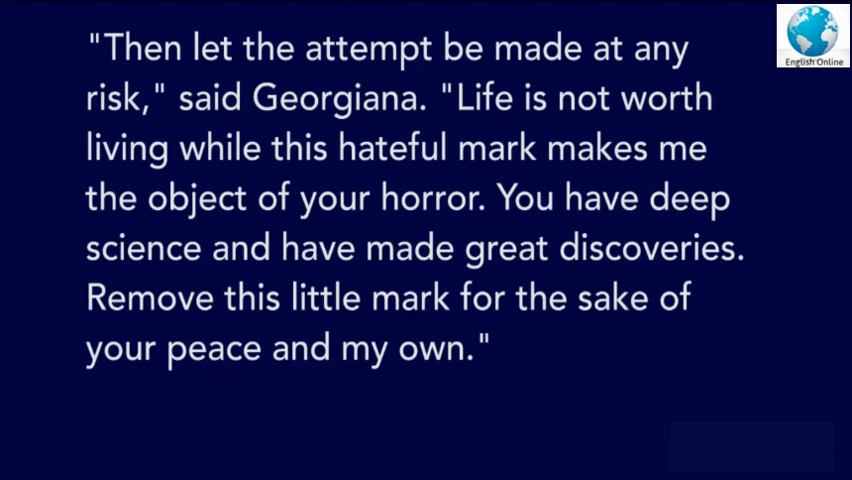 "Then let the attempt be made at any
risk," said Georgiana. "Life is not worth
living while this hateful mark makes me
the object of your horror. You have deep
science and have made great discoveries.
Remove this little mark for the sake of
your peace and my own."
English Online